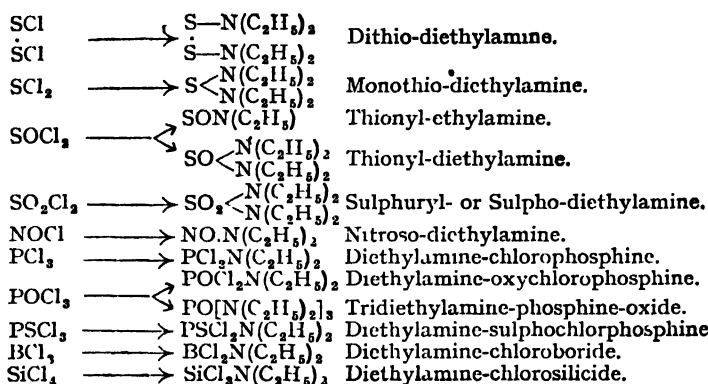 SCl ⟶ S—N(C₂H₅)₂ Dithio-diethylamine.
SCl S—N(C₂H₅)₂
SCl₂ ⟶ S<N(C₂H₅)₂ N(C₂H₅)₂ Monothio-diethylamine.
SOCl₂ ⟶ SON(C₂H₅) Thionyl-ethylamine.
SO<N(C₂H₅)₂ N(C₂H₅)₂ Thionyl-diethylamine.
SO₂Cl₂ ⟶ SO₂<N(C₂H₅)₂ N(C₂H₅)₂ Sulphuryl- or Sulpho-diethylamine.
NOCl ⟶ NO.N(C₂H₅)₂ Nitroso-diethylamine.
PCl₃ ⟶ PCl₂N(C₂H₅)₂ Diethylamine-chlorophosphine.
POCl₃ ⟶ POCl₂N(C₂H₅)₂ Diethylamine-oxychlorophosphine.
PO[N(C₂H₅)₂]₃ Tridiethylamine-phosphine-oxide.
PSCl₃ ⟶ PSCl₂N(C₂H₅)₂ Diethylamine-sulphochlorphosphine
BCl₃ ⟶ BCl₂N(C₂H₅)₂ Diethylamine-chloroboride.
SiCl₄ ⟶ SiCl₃N(C₂H₅)₂ Diethylamine-chlorosilicide.